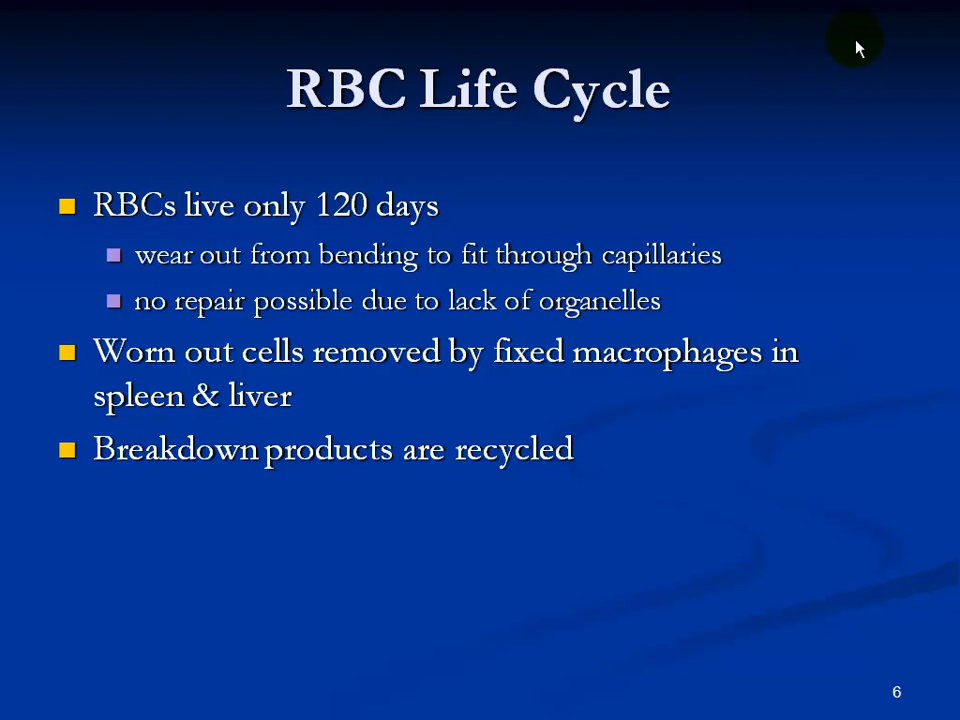 RBC Life Cycle
RBCs live only 120 days
wear out from bending to fit through capillaries
no repair possible due to lack of organelles
Worn out cells removed by fixed macrophages in
spleen & liver
Breakdown products are recycled
6